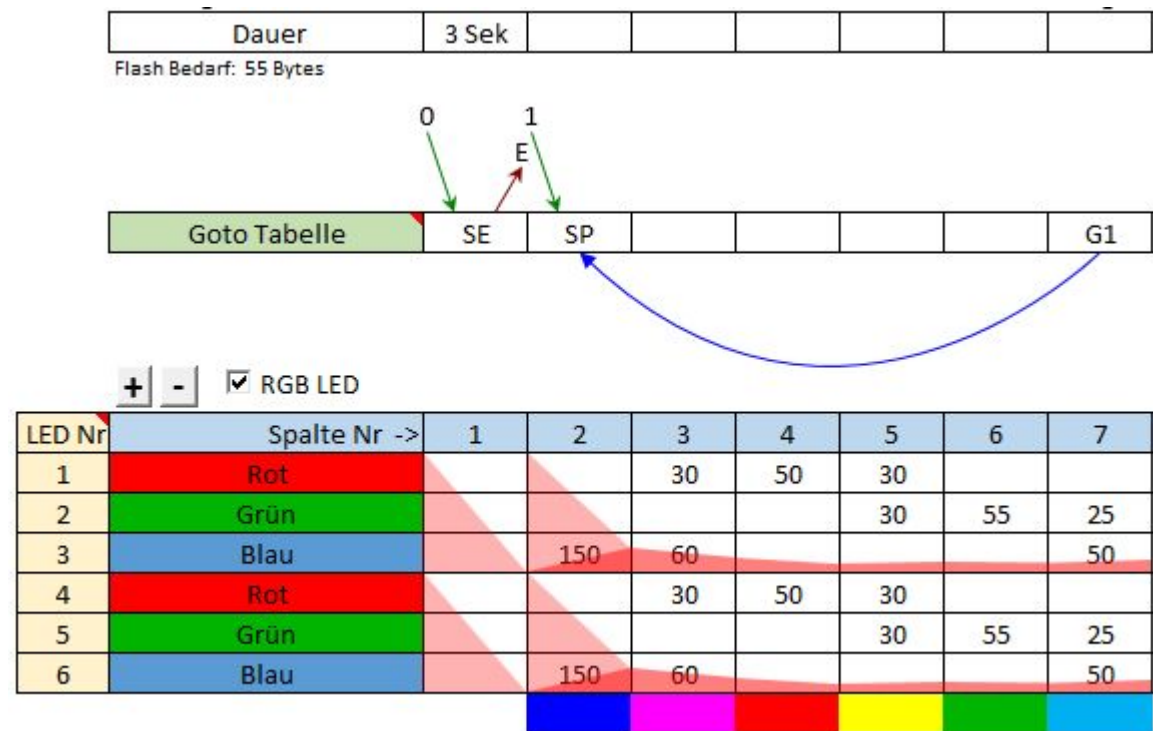 Dauer 3 Sek
Flash Bedarf: 55 Bytes
0 1
E
Goto Tabelle SE SP G1
+ - RGB LED
LED Nr Spalte Nr -> 1 2 3 4 5 6 7
1 Rot 30 50 30
2 Grün 30 55 25
3 Blau 150 60 50
4 Rot 30 50 30
5 Grün 30 55 25
6 Blau 150 60 50